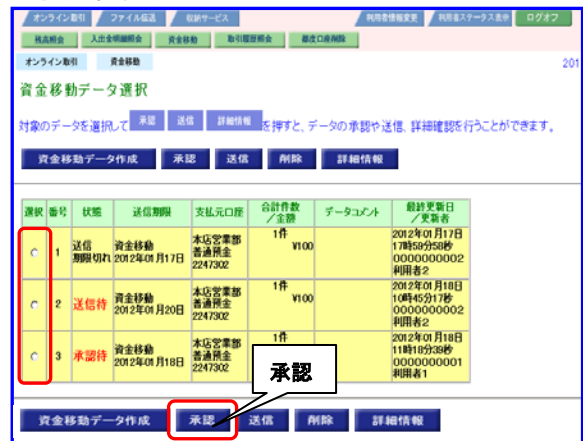 オンライン取引 ファイル伝送 収納サービス 利用者情報変更 利用者ステータス表示 ログオフ
残高照会 入出金明細照会 資金移動 取引履歴照会 都度口座削除
オンライン取引 資金移動 201
資金移動データ選択
対象のデータを選択して 承認 送信 詳細情報 を押すと、データの承認や送信、詳細確認を行うことができます。
資金移動データ作成 承認 送信 削除 詳細情報
選択 番号 状態 送信期限 支払元口座 合計件数／金額 データコメント 最終更新日／更新者
1 送信期限切れ 資金移動 2012年01月17日 本店営業部 普通預金 2247302 1件 ¥100 2012年01月17日 17時59分58秒 0000000002 利用者2
2 送信待 資金移動 2012年01月20日 本店営業部 普通預金 2247302 1件 ¥100 2012年01月18日 10時45分17秒 0000000002 利用者2
3 承認待 資金移動 2012年01月18日 本店営業部 普通預金 2247302 1件 2012年01月18日 11時18分39秒 0000000001 利用者1
承認
資金移動データ作成 承認 送信 削除 詳細情報